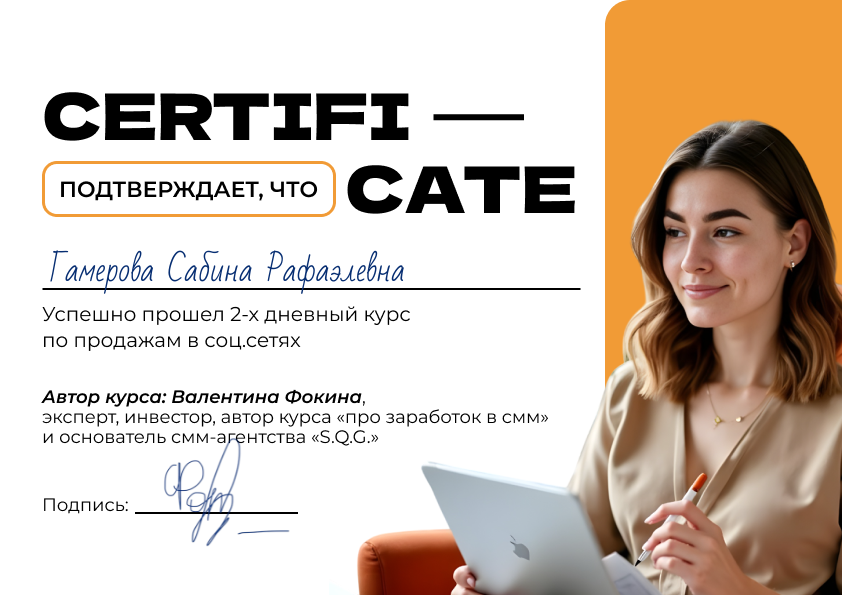 CERTIFI —
ПОДТВЕРЖДАЕТ, ЧТО CATE
Гамерова Сабина Рафаэлевна
Успешно прошел 2-х дневный курс
по продажам в соц.сетях
Автор курса: Валентина Фокина,
эксперт, инвестор, автор курса «про заработок в смм»
и основатель смм-агентства «S.Q.G.»
Подпись: